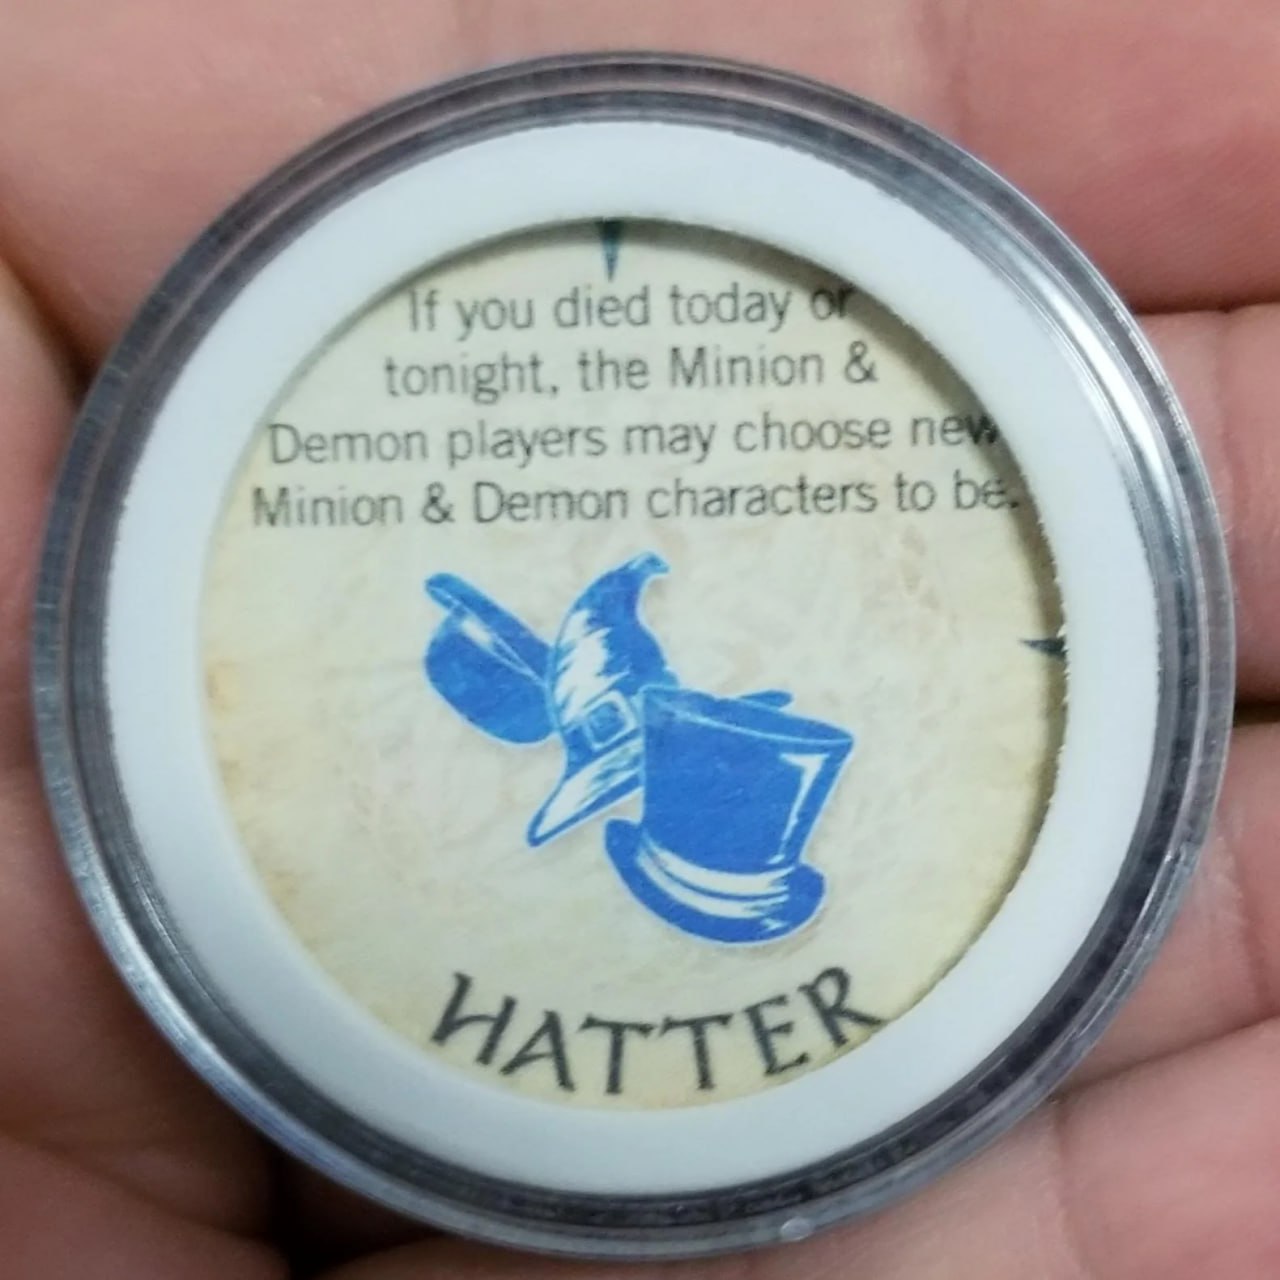 If you died today or
tonight, the Minion &
Demon players may choose new
Minion & Demon characters to be.
HATTER